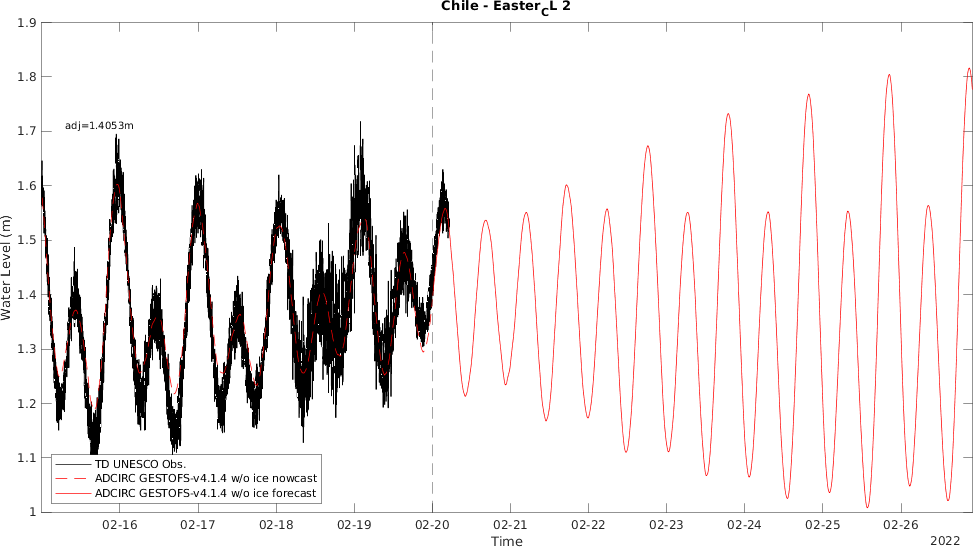 Chile - Easter_CL 2
1.9
1.8
1.7
1.6
1.5
1.4
1.3
1.2
1.1
1
Water Level (m)
adj=1.4053m
TD UNESCO Obs.
ADCIRC GESTOFS-v4.1.4 w/o ice nowcast
ADCIRC GESTOFS-v4.1.4 w/o ice forecast
02-16 02-17 02-18 02-19 02-20 02-21 02-22 02-23 02-24 02-25 02-26
Time
2022